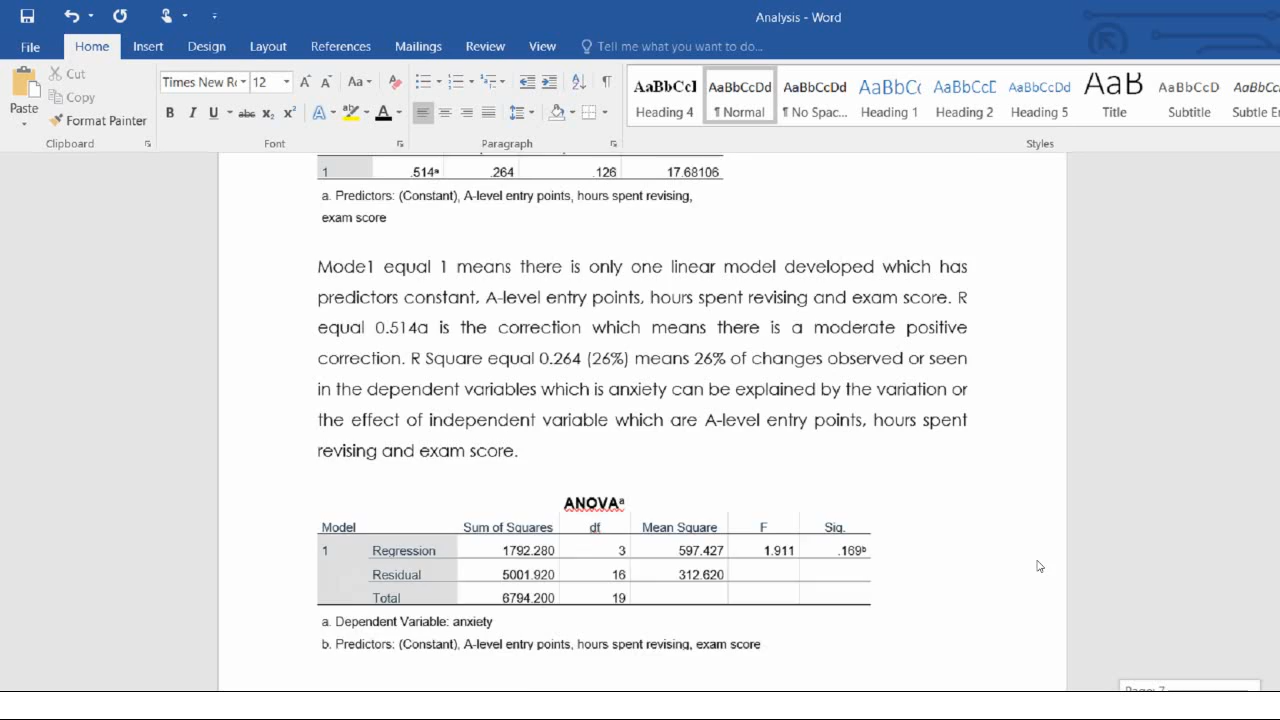 Analysis - Word
File Home Insert Design Layout References Mailings Review View Tell me what you want to do...
Paste
Cut
Copy
Format Painter
Times New Ro 12
B I U abc x₂ x²
AaBbCcI AaBbCcDd AaBbCcDd AaBbCc AaBbCcD AaBbCcDd AaB AaBbCcD AaBbCc
Heading 4 ¶ Normal ¶ No Spac... Heading 1 Heading 2 Heading 5 Title Subtitle Subtle
Clipboard Font Paragraph Styles
1 .514ᵃ .264 .126 17.68106
a. Predictors: (Constant), A-level entry points, hours spent revising,
exam score
Mode1 equal 1 means there is only one linear model developed which has
predictors constant, A-level entry points, hours spent revising and exam score. R
equal 0.514a is the correction which means there is a moderate positive
correction. R Square equal 0.264 (26%) means 26% of changes observed or seen
in the dependent variables which is anxiety can be explained by the variation or
the effect of independent variable which are A-level entry points, hours spent
revising and exam score.
ANOVAᵃ
Model Sum of Squares df Mean Square F Sig.
1 Regression 1792.280 3 597.427 1.911 .169ᵇ
Residual 5001.920 16 312.620
Total 6794.200 19
a. Dependent Variable: anxiety
b. Predictors: (Constant), A-level entry points, hours spent revising, exam score